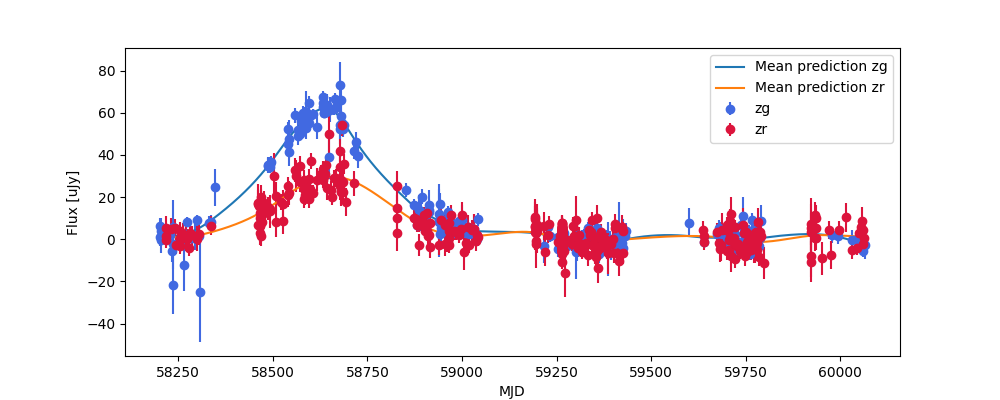 80
60
40
20
0
−20
−40
Flux [uJy]
58250
58500
58750
59000
59250
59500
59750
60000
MJD
Mean prediction zg
Mean prediction zr
zg
zr